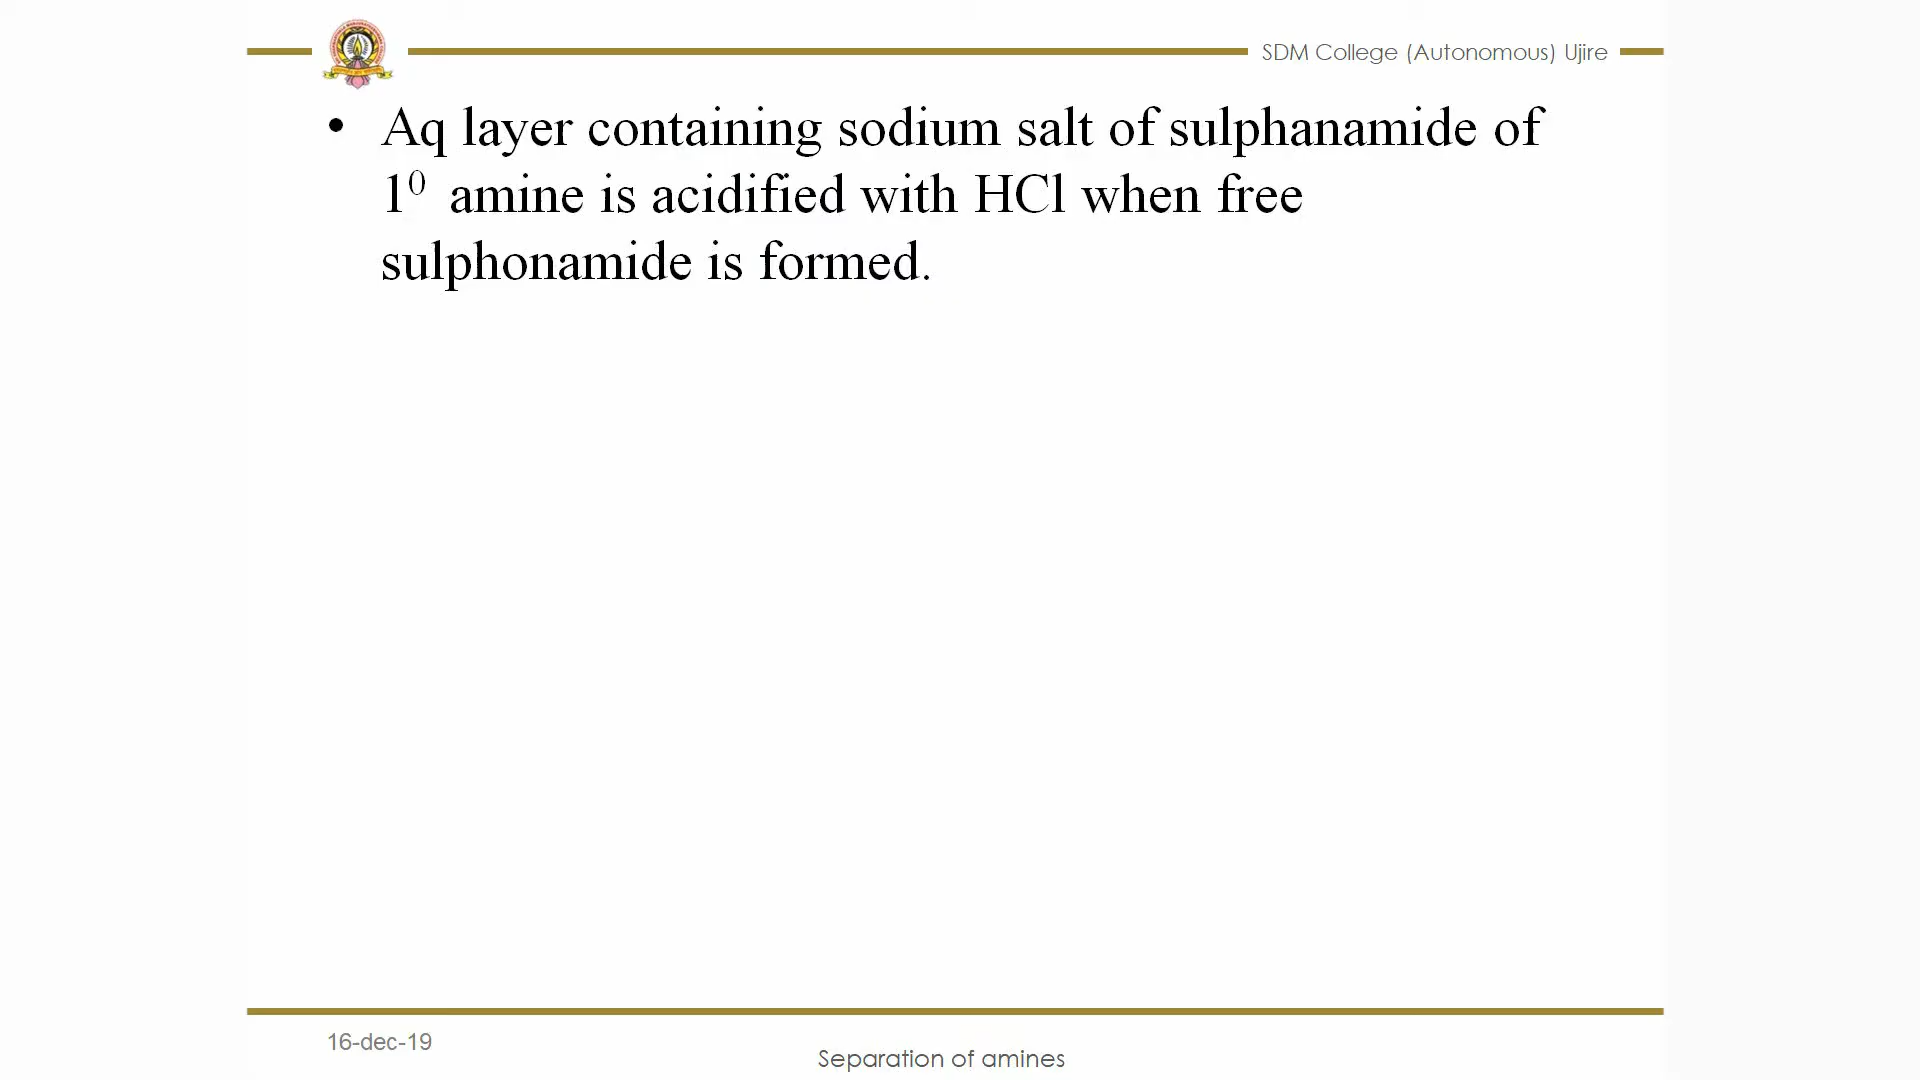 SDM College (Autonomous) Ujire
• Aq layer containing sodium salt of sulphanamide of
1⁰ amine is acidified with HCl when free
sulphonamide is formed.
16-dec-19
Separation of amines